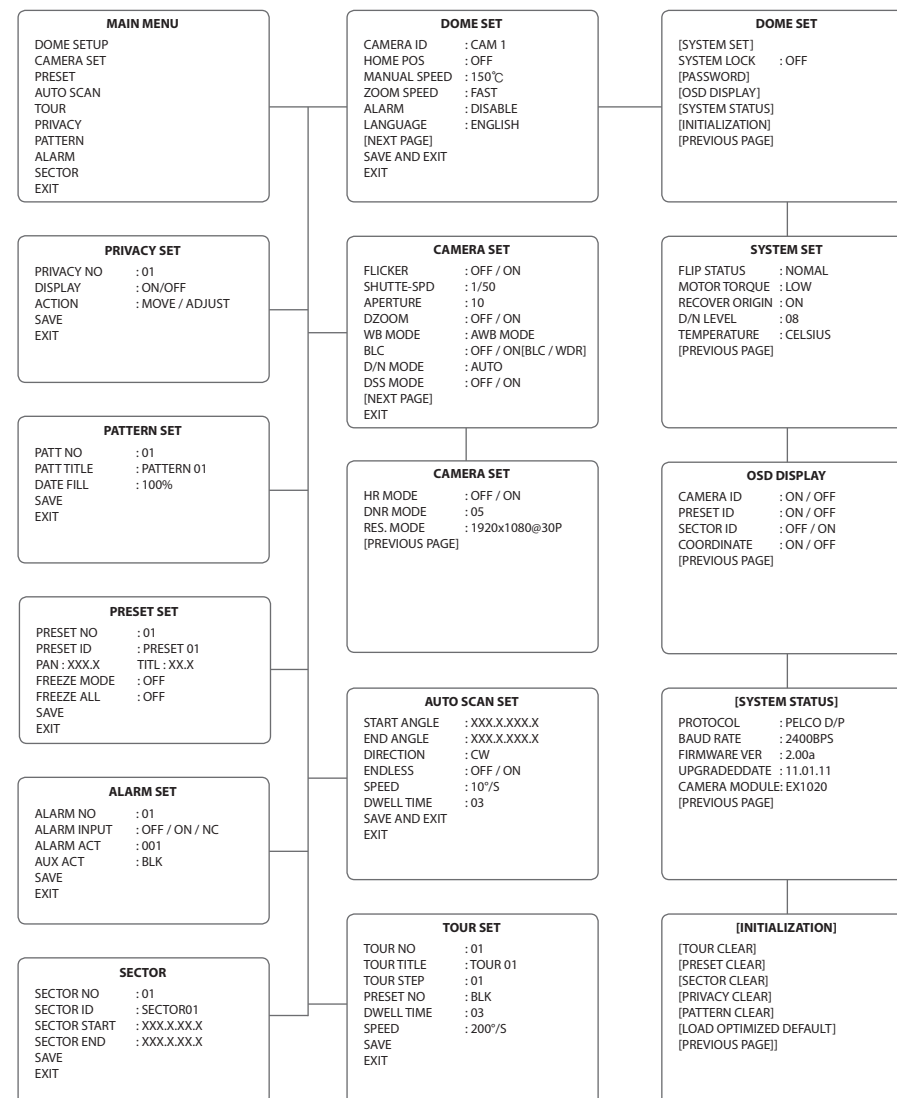 MAIN MENU
DOME SETUP
CAMERA SET
PRESET
AUTO SCAN
TOUR
PRIVACY
PATTERN
ALARM
SECTOR
EXIT
PRIVACY SET
PRIVACY NO : 01
DISPLAY : ON/OFF
ACTION : MOVE / ADJUST
SAVE
EXIT
PATTERN SET
PATT NO : 01
PATT TITLE : PATTERN 01
DATE FILL : 100%
SAVE
EXIT
PRESET SET
PRESET NO : 01
PRESET ID : PRESET 01
PAN : XXX.X TITL : XX.X
FREEZE MODE : OFF
FREEZE ALL : OFF
SAVE
EXIT
ALARM SET
ALARM NO : 01
ALARM INPUT : OFF / ON / NC
ALARM ACT : 001
AUX ACT : BLK
SAVE
EXIT
SECTOR
SECTOR NO : 01
SECTOR ID : SECTOR01
SECTOR START : XXX.X.XX.X
SECTOR END : XXX.X.XX.X
SAVE
EXIT
DOME SET
CAMERA ID : CAM 1
HOME POS : OFF
MANUAL SPEED : 150℃
ZOOM SPEED : FAST
ALARM : DISABLE
LANGUAGE : ENGLISH
[NEXT PAGE]
SAVE AND EXIT
EXIT
CAMERA SET
FLICKER : OFF / ON
SHUTTE-SPD : 1/50
APERTURE : 10
DZOOM : OFF / ON
WB MODE : AWB MODE
BLC : OFF / ON[BLC / WDR]
D/N MODE : AUTO
DSS MODE : OFF / ON
[NEXT PAGE]
EXIT
CAMERA SET
HR MODE : OFF / ON
DNR MODE : 05
RES. MODE : 1920x1080@30P
[PREVIOUS PAGE]
AUTO SCAN SET
START ANGLE : XXX.X.XXX.X
END ANGLE : XXX.X.XXX.X
DIRECTION : CW
ENDLESS : OFF / ON
SPEED : 10°/S
DWELL TIME : 03
SAVE AND EXIT
EXIT
TOUR SET
TOUR NO : 01
TOUR TITLE : TOUR 01
TOUR STEP : 01
PRESET NO : BLK
DWELL TIME : 03
SPEED : 200°/S
SAVE
EXIT
DOME SET
[SYSTEM SET]
SYSTEM LOCK : OFF
[PASSWORD]
[OSD DISPLAY]
[SYSTEM STATUS]
[INITIALIZATION]
[PREVIOUS PAGE]
SYSTEM SET
FLIP STATUS : NOMAL
MOTOR TORQUE : LOW
RECOVER ORIGIN : ON
D/N LEVEL : 08
TEMPERATURE : CELSIUS
[PREVIOUS PAGE]
OSD DISPLAY
CAMERA ID : ON / OFF
PRESET ID : ON / OFF
SECTOR ID : OFF / ON
COORDINATE : ON / OFF
[PREVIOUS PAGE]
[SYSTEM STATUS]
PROTOCOL : PELCO D/P
BAUD RATE : 2400BPS
FIRMWARE VER : 2.00a
UPGRADEDDATE : 11.01.11
CAMERA MODULE: EX1020
[PREVIOUS PAGE]
[INITIALIZATION]
[TOUR CLEAR]
[PRESET CLEAR]
[SECTOR CLEAR]
[PRIVACY CLEAR]
[PATTERN CLEAR]
[LOAD OPTIMIZED DEFAULT]
[PREVIOUS PAGE]]